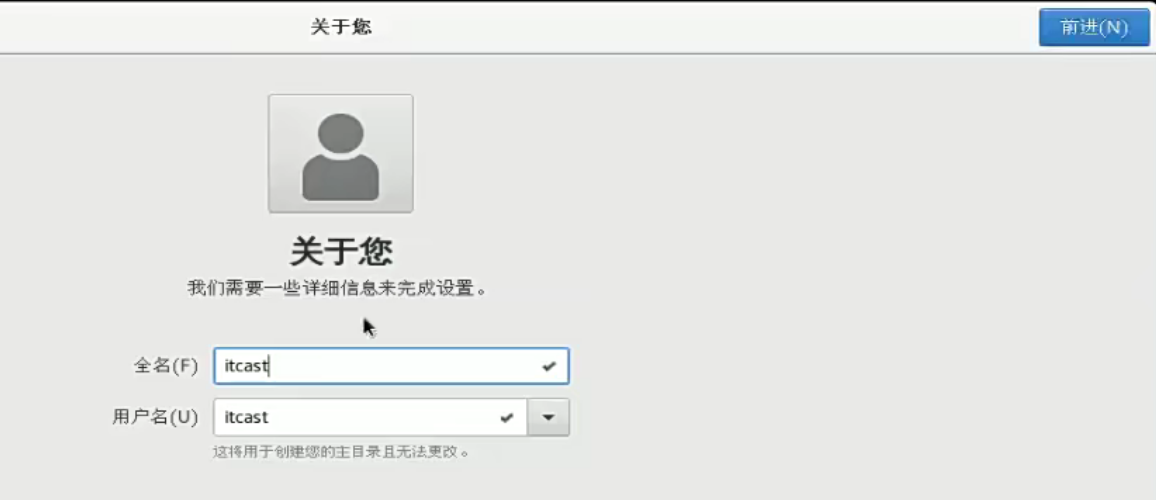 关于您
前进(N)
关于您
我们需要一些详细信息来完成设置。
全名(F) itcast
用户名(U) itcast
这将用于创建您的主目录且无法更改。